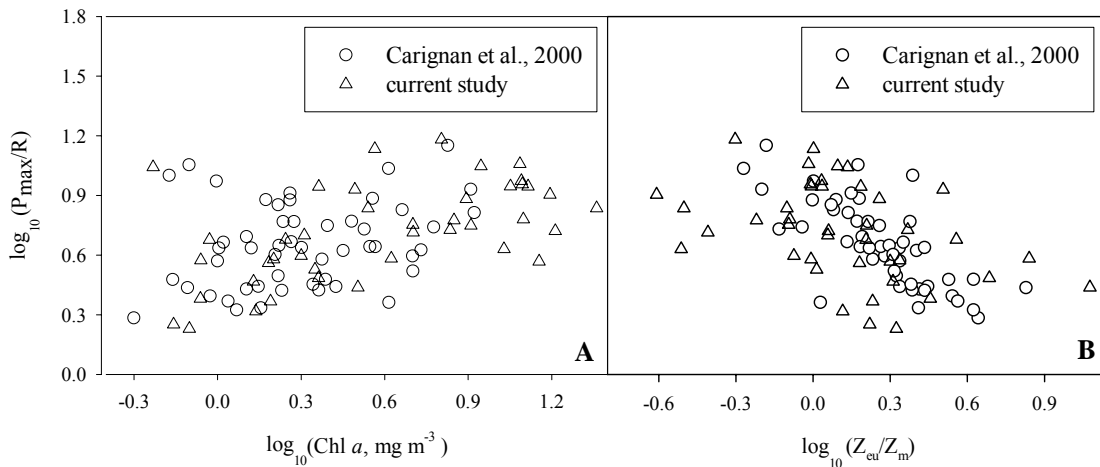 log10(Pmax/R)
1.8
1.5
1.2
0.9
0.6
0.3
0.0
Carignan et al., 2000
current study
A
-0.3 0.0 0.3 0.6 0.9 1.2
log10(Chl a, mg m-3)
Carignan et al., 2000
current study
B
-0.6 -0.3 0.0 0.3 0.6 0.9
log10(Zeu/Zm)